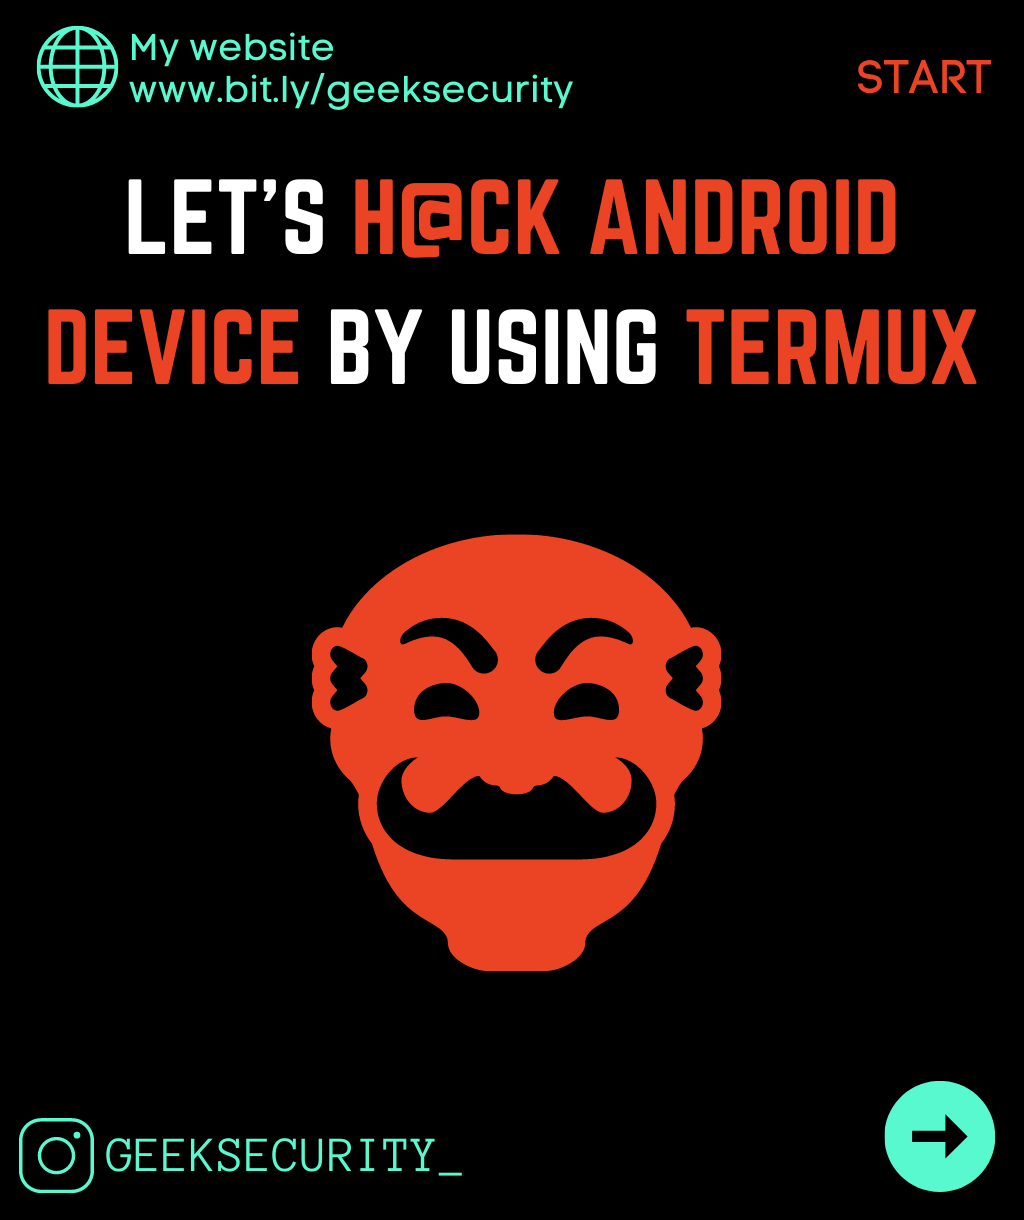 My website
www.bit.ly/geeksecurity
START
LET'S H@CK ANDROID
DEVICE BY USING TERMUX
GEEKSECURITY_